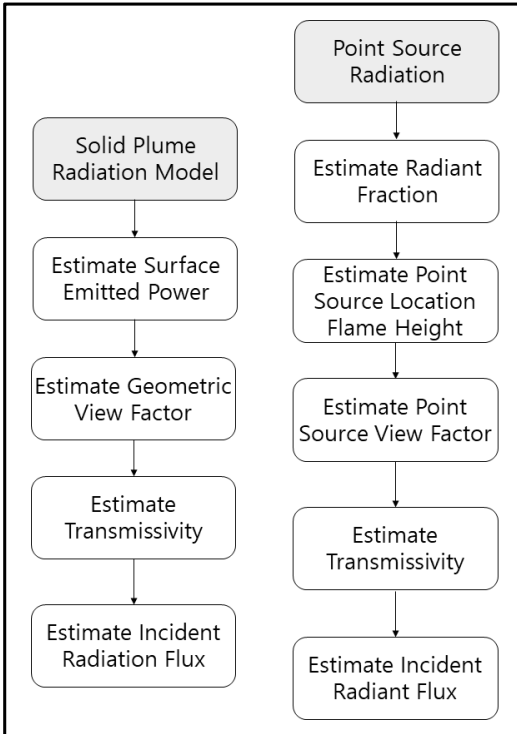 Solid Plume
Radiation Model
Estimate Surface
Emitted Power
Estimate Geometric
View Factor
Estimate
Transmissivity
Estimate Incident
Radiation Flux
Point Source
Radiation
Estimate Radiant
Fraction
Estimate Point
Source Location
Flame Height
Estimate Point
Source View Factor
Estimate
Transmissivity
Estimate Incident
Radiant Flux